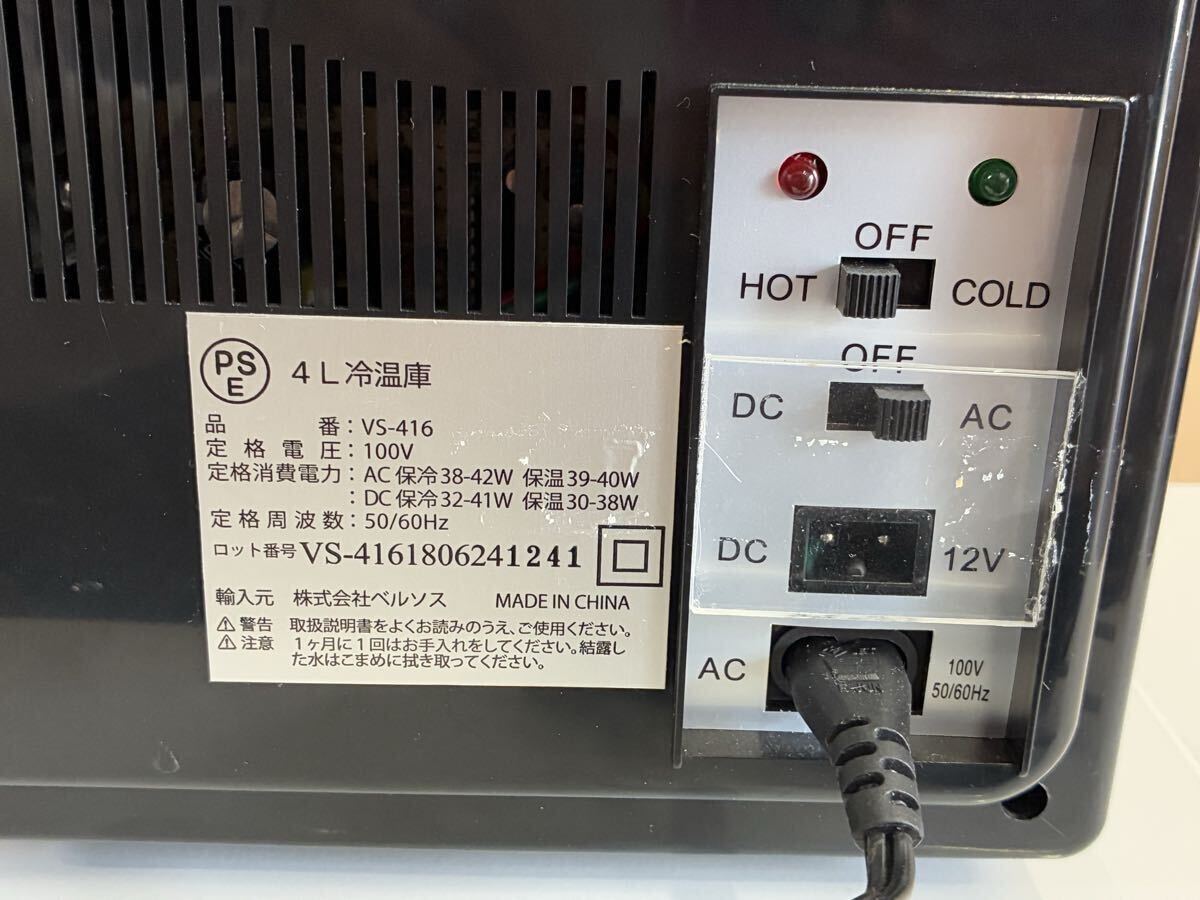 PS
E
4L冷温庫
品番:VS-416
定格電圧:100V
定格消費電力:AC保冷38-42W 保温39-40W
:DC保冷32-41W 保温30-38W
定格周波数:50/60Hz
ロット番号 VS-4161806241241
輸入元 株式会社ベルソス MADE IN CHINA
⚠警告 取扱説明書をよくお読みのうえ、ご使用ください。
⚠注意 1ヶ月に1回はお手入れをしてください。結露し
た水はこまめに拭き取ってください。
OFF
HOT COLD
OFF
DC AC
DC 12V
AC 100V
50/60Hz